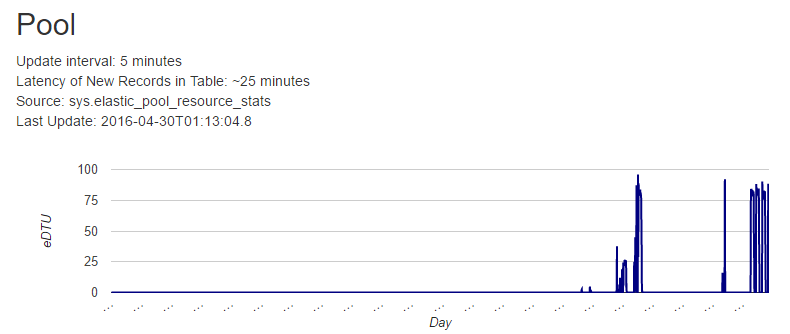 Pool
Update interval: 5 minutes
Latency of New Records in Table: ~25 minutes
Source: sys.elastic_pool_resource_stats
Last Update: 2016-04-30T01:13:04.8
100
75
50
25
0
eDTU
... ... ... ... ... ... ... ... ... ... ... ... ... ... ... ... ... ... ... ... ... ...
Day